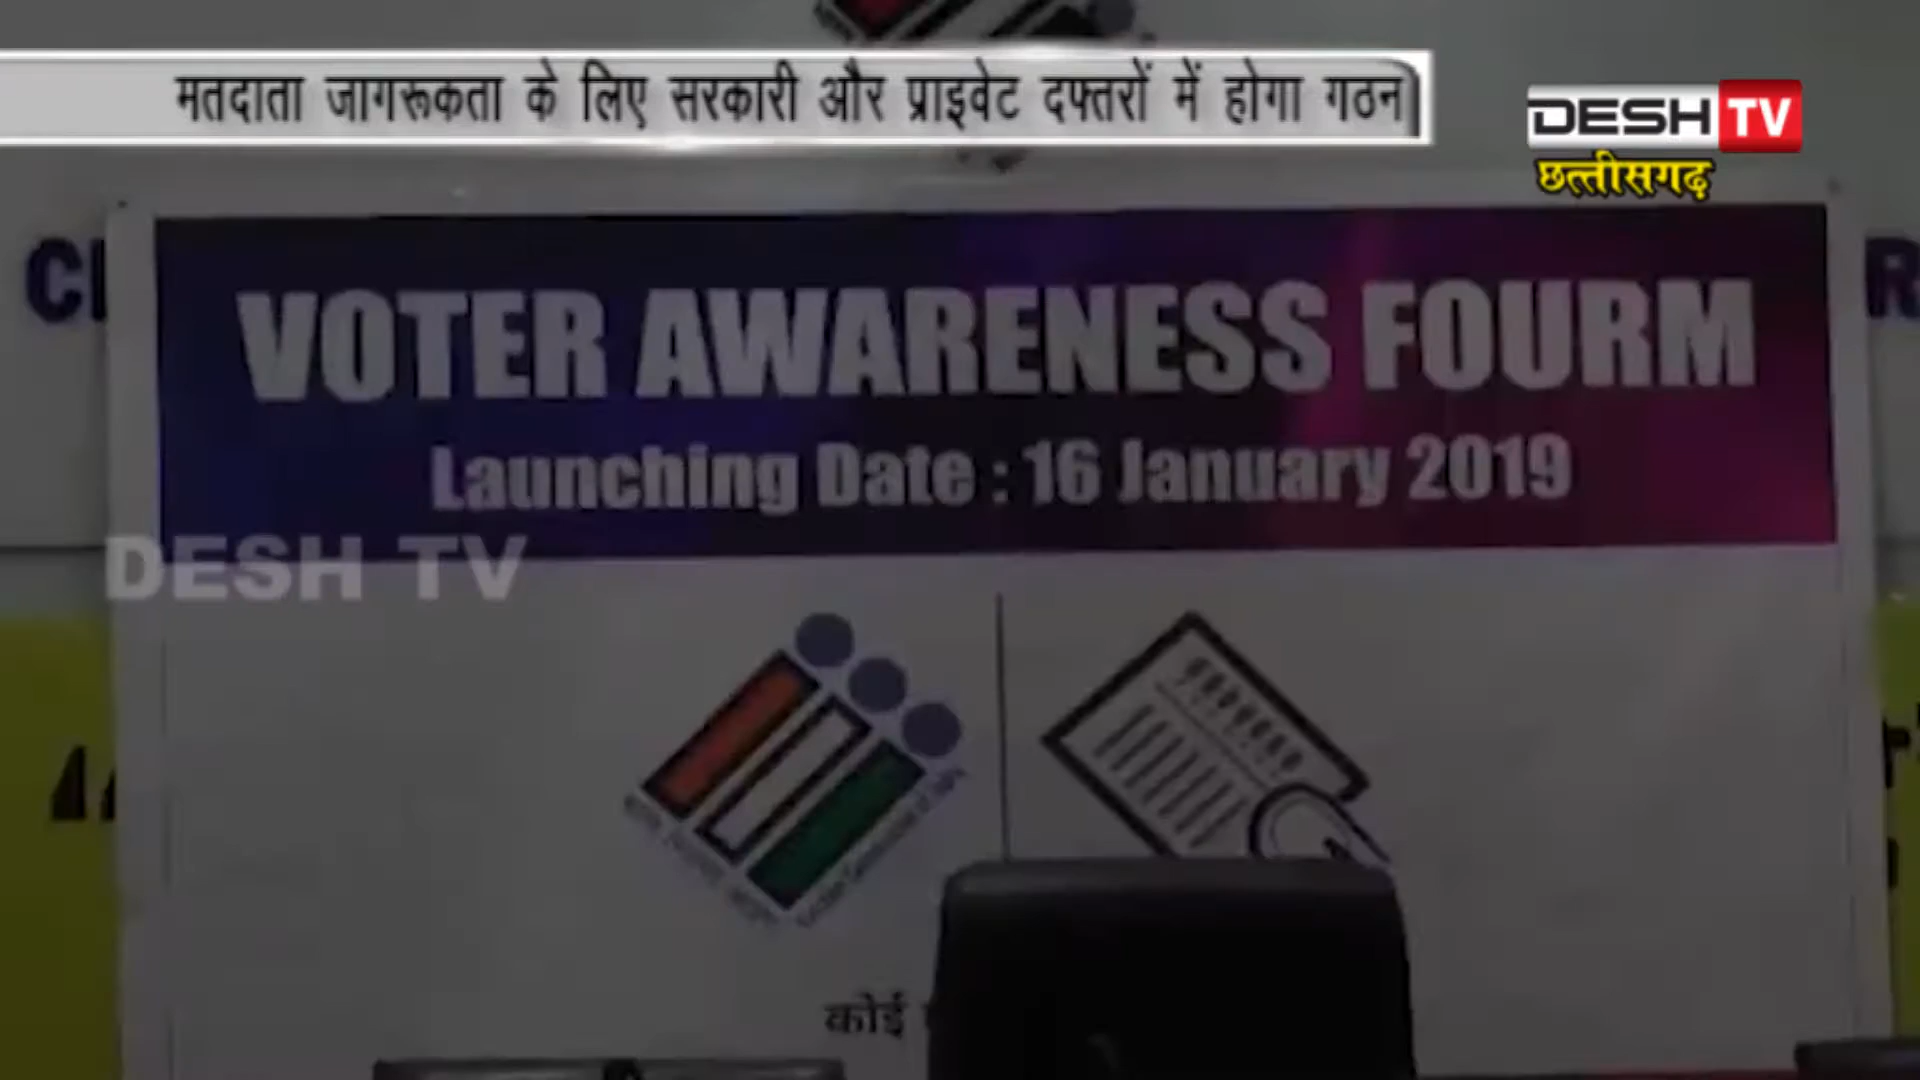 मतदाता जागरूकता के लिए सरकारी और प्राइवेट दफ्तरों में होगा गठन
DESH TV
छत्तीसगढ़
VOTER AWARENESS FOURM
Launching Date : 16 January 2019
DESH TV
कोई